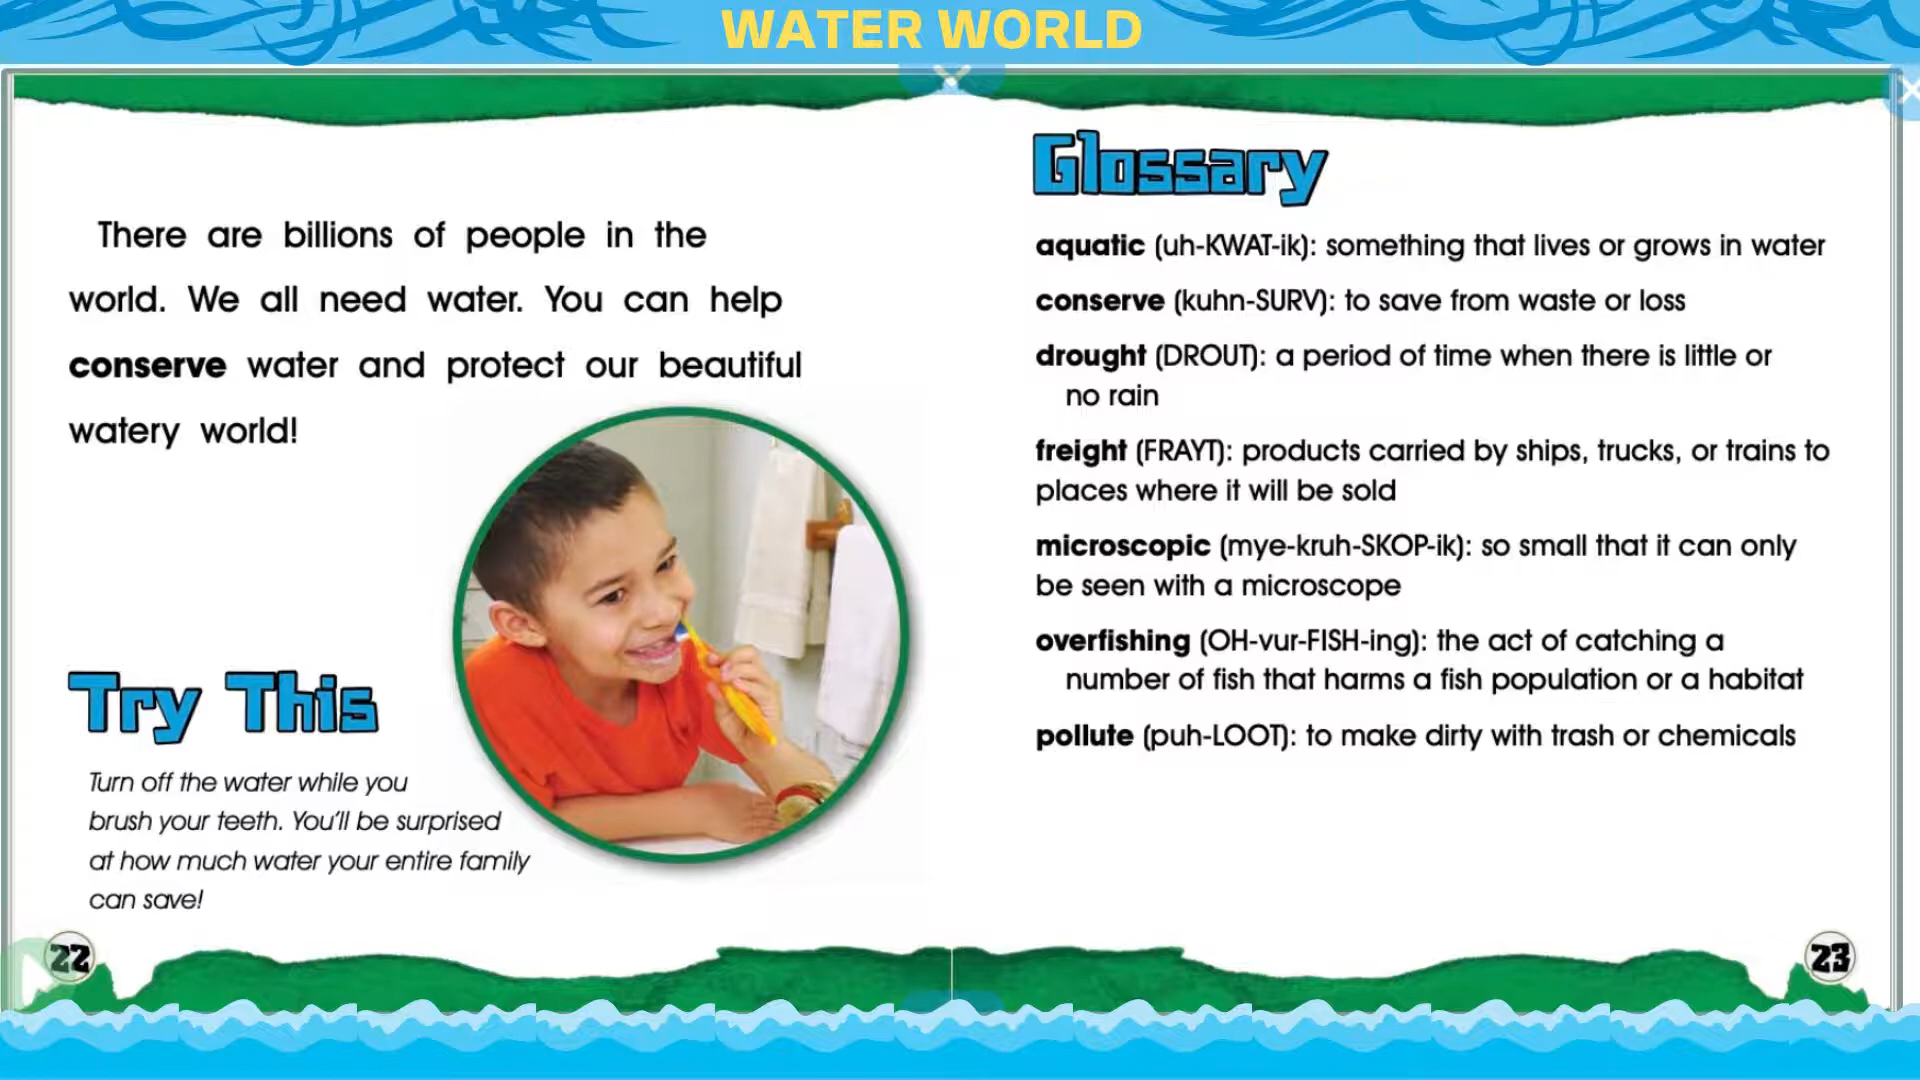 WATER WORLD
There are billions of people in the
world. We all need water. You can help
conserve water and protect our beautiful
watery world!
Try This
Turn off the water while you
brush your teeth. You'll be surprised
at how much water your entire family
can save!
22
Glossary
aquatic (uh-KWAT-ik): something that lives or grows in water
conserve (kuhn-SURV): to save from waste or loss
drought (DROUT): a period of time when there is little or
no rain
freight (FRAYT): products carried by ships, trucks, or trains to
places where it will be sold
microscopic (mye-kruh-SKOP-ik): so small that it can only
be seen with a microscope
overfishing (OH-vur-FISH-ing): the act of catching a
number of fish that harms a fish population or a habitat
pollute (puh-LOOT): to make dirty with trash or chemicals
23